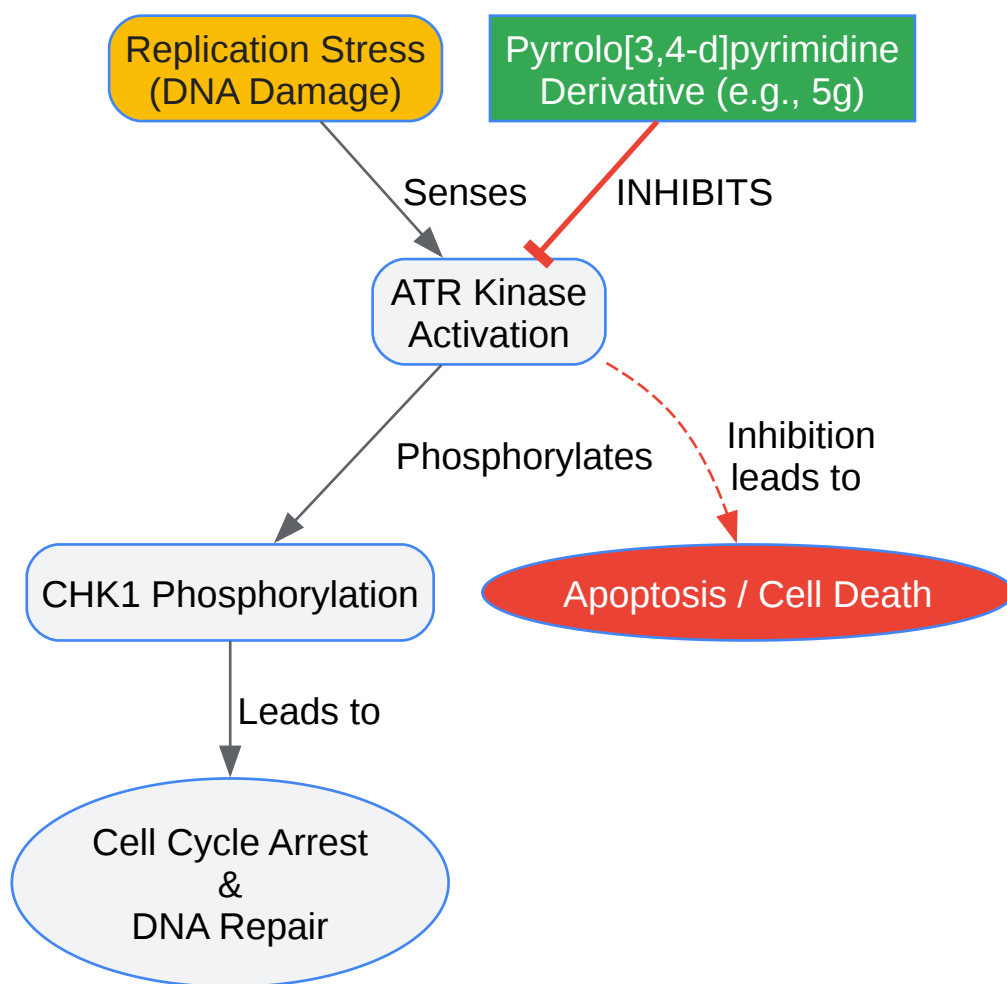 Replication Stress
(DNA Damage)
Pyrrolo[3,4-d]pyrimidine
Derivative (e.g., 5g)
Senses
INHIBITS
ATR Kinase
Activation
Phosphorylates
Inhibition
leads to
CHK1 Phosphorylation
Apoptosis / Cell Death
Leads to
Cell Cycle Arrest
&
DNA Repair